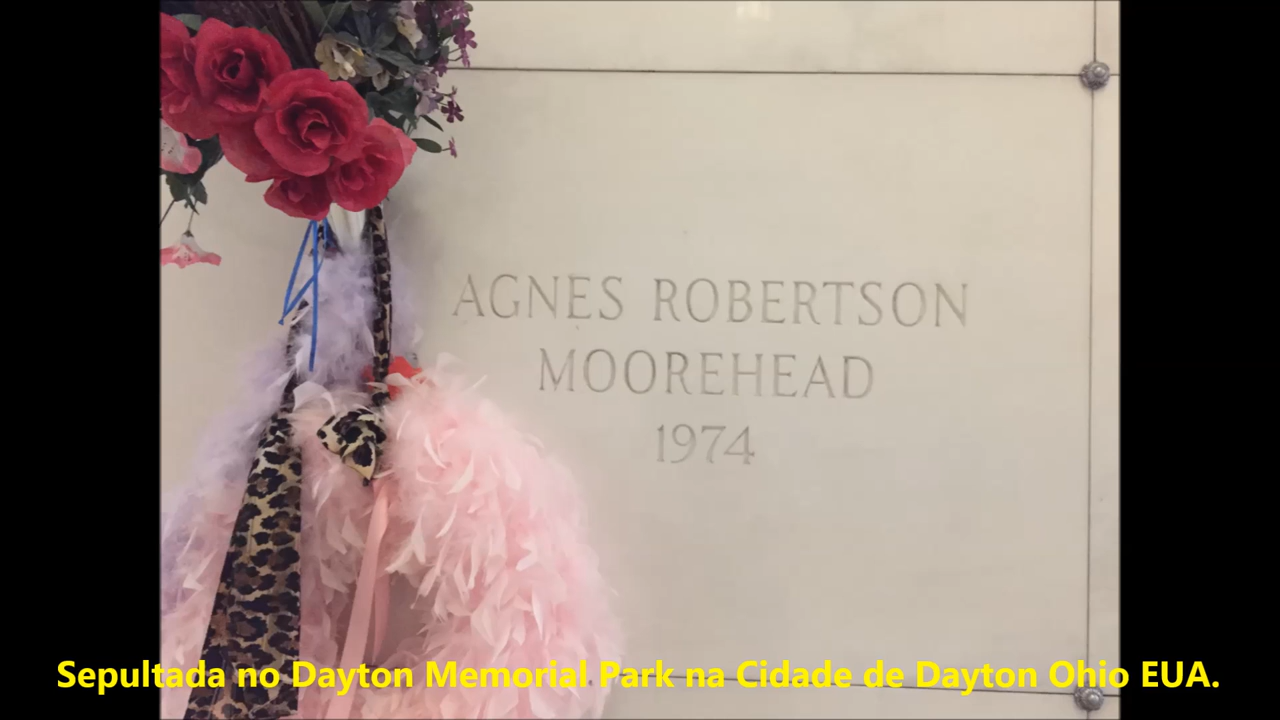 AGNES ROBERTSON
MOOREHEAD
1974
Sepultada no Dayton Memorial Park na Cidade de Dayton Ohio EUA.